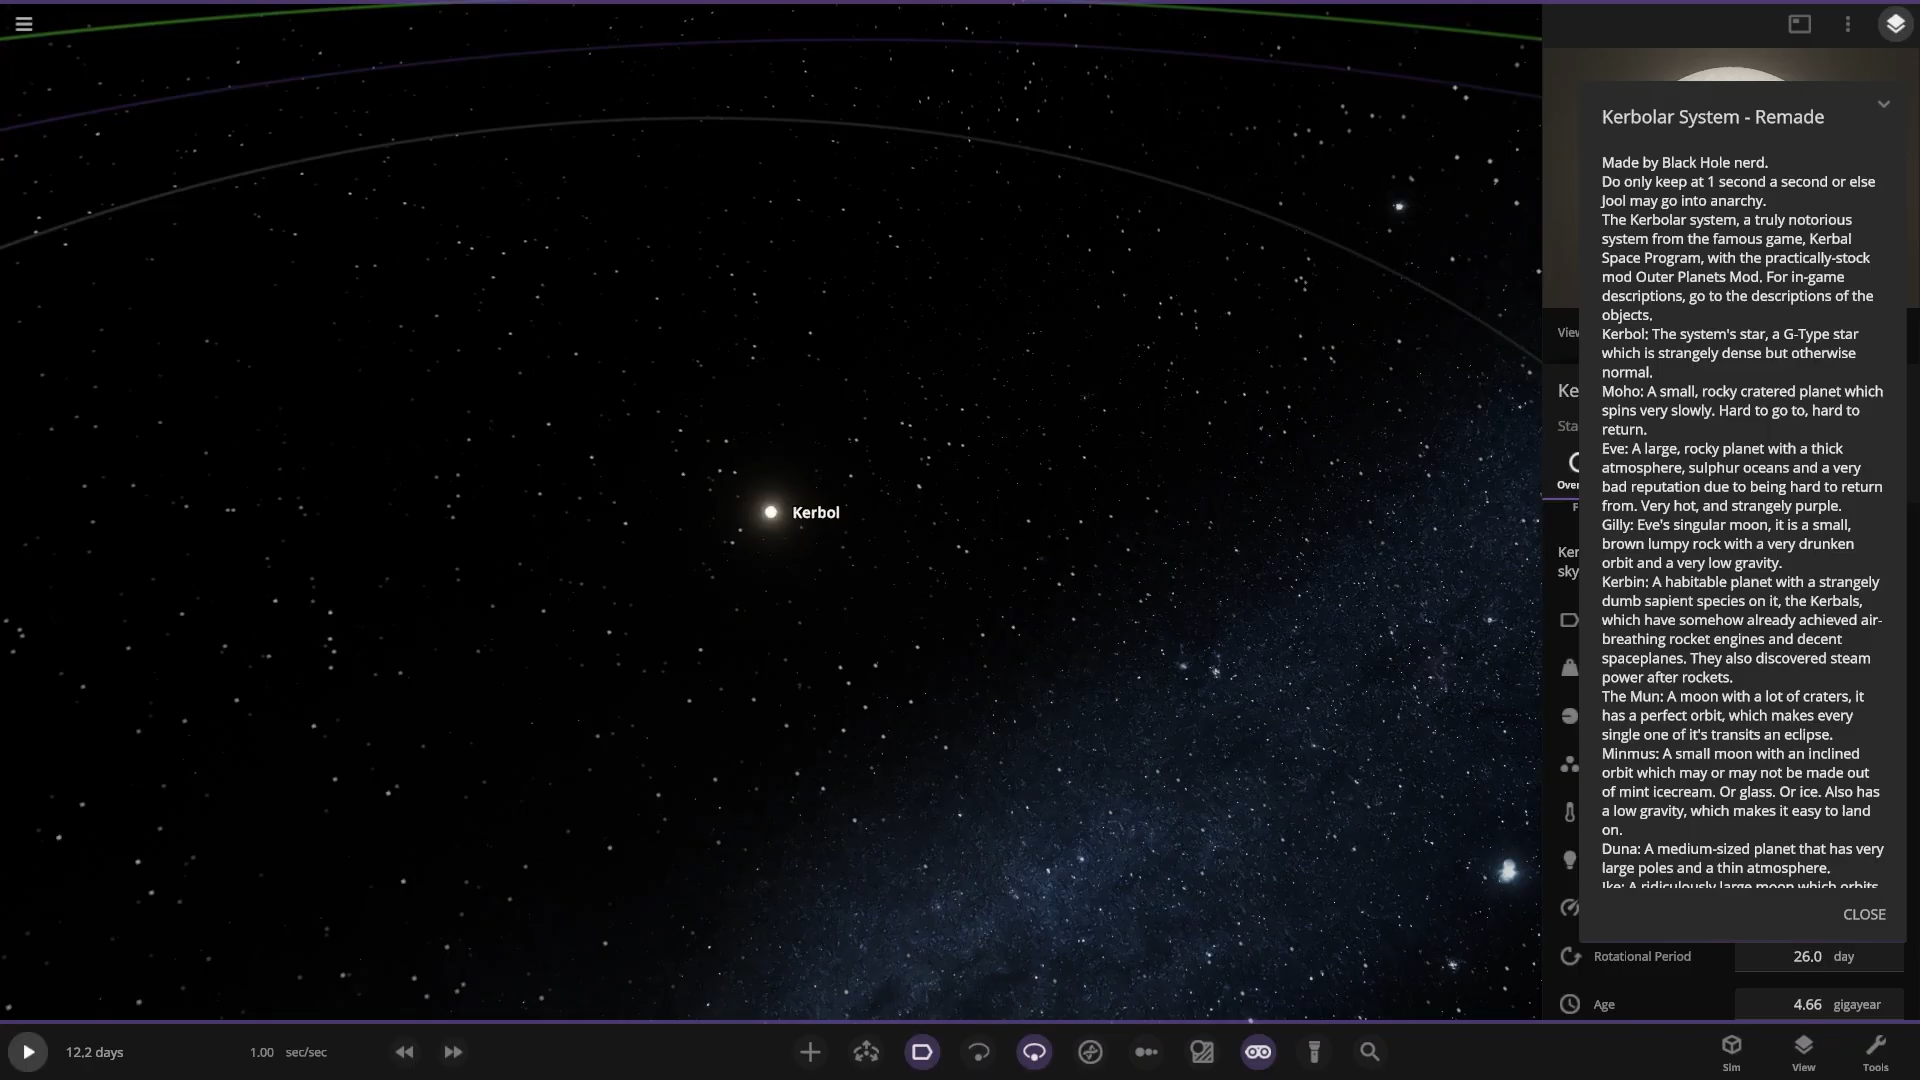 Kerbolar System - Remade
Made by Black Hole nerd.
Do only keep at 1 second a second or else
Jool may go into anarchy.
The Kerbolar system, a truly notorious
system from the famous game, Kerbal
Space Program, with the practically-stock
mod Outer Planets Mod. For in-game
descriptions, go to the descriptions of the
objects.
Kerbol: The system's star, a G-Type star
which is strangely dense but otherwise
normal.
Moho: A small, rocky cratered planet which
spins very slowly. Hard to go to, hard to
return.
Eve: A large, rocky planet with a thick
atmosphere, sulphur oceans and a very
bad reputation due to being hard to return
from. Very hot, and strangely purple.
Gilly: Eve's singular moon, it is a small,
brown lumpy rock with a very drunken
orbit and a very low gravity.
Kerbin: A habitable planet with a strangely
dumb sapient species on it, the Kerbals,
which have somehow already achieved air-
breathing rocket engines and decent
spaceplanes. They also discovered steam
power after rockets.
The Mun: A moon with a lot of craters, it
has a perfect orbit, which makes every
single one of it's transits an eclipse.
Minmus: A small moon with an inclined
orbit which may or may not be made out
of mint icecream. Or glass. Or ice. Also has
a low gravity, which makes it easy to land
on.
Duna: A medium-sized planet that has very
large poles and a thin atmosphere.
Ike: A ridiculously large moon which orbits
CLOSE
View
Ke
Sta
Over
Ker
sky
Rotational Period 26.0 day
Age 4.66 gigayear
Kerbol
12.2 days 1.00 sec/sec
Sim View Tools